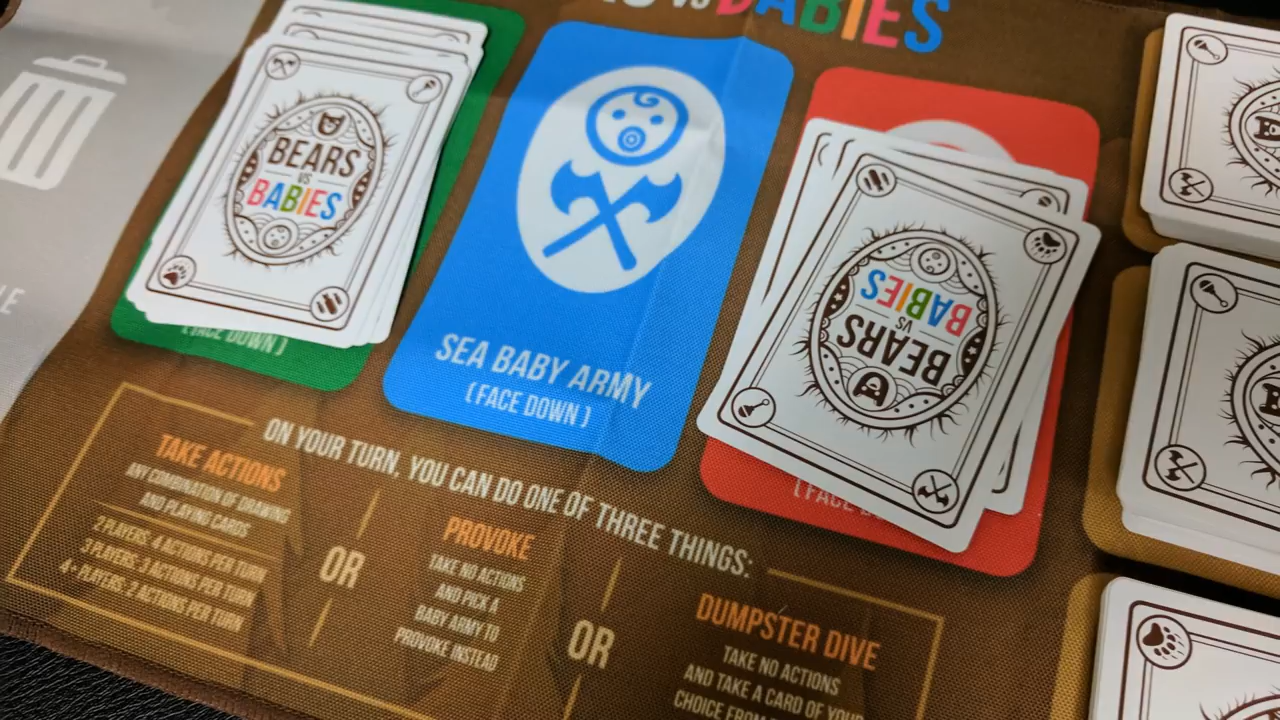 BABIES
BEARS
VS
BABIES
(FACE DOWN)
SEA BABY ARMY
(FACE DOWN)
BEARS
VS
BABIES
(FACE
ON YOUR TURN, YOU CAN DO ONE OF THREE THINGS:
TAKE ACTIONS
ANY COMBINATION OF DRAWING
AND PLAYING CARDS
2 PLAYERS: 4 ACTIONS PER TURN
3 PLAYERS: 3 ACTIONS PER TURN
4+ PLAYERS: 2 ACTIONS PER TURN
OR
PROVOKE
TAKE NO ACTIONS
AND PICK A
BABY ARMY TO
PROVOKE INSTEAD
OR
DUMPSTER DIVE
TAKE NO ACTIONS
AND TAKE A CARD OF YOUR
CHOICE FROM